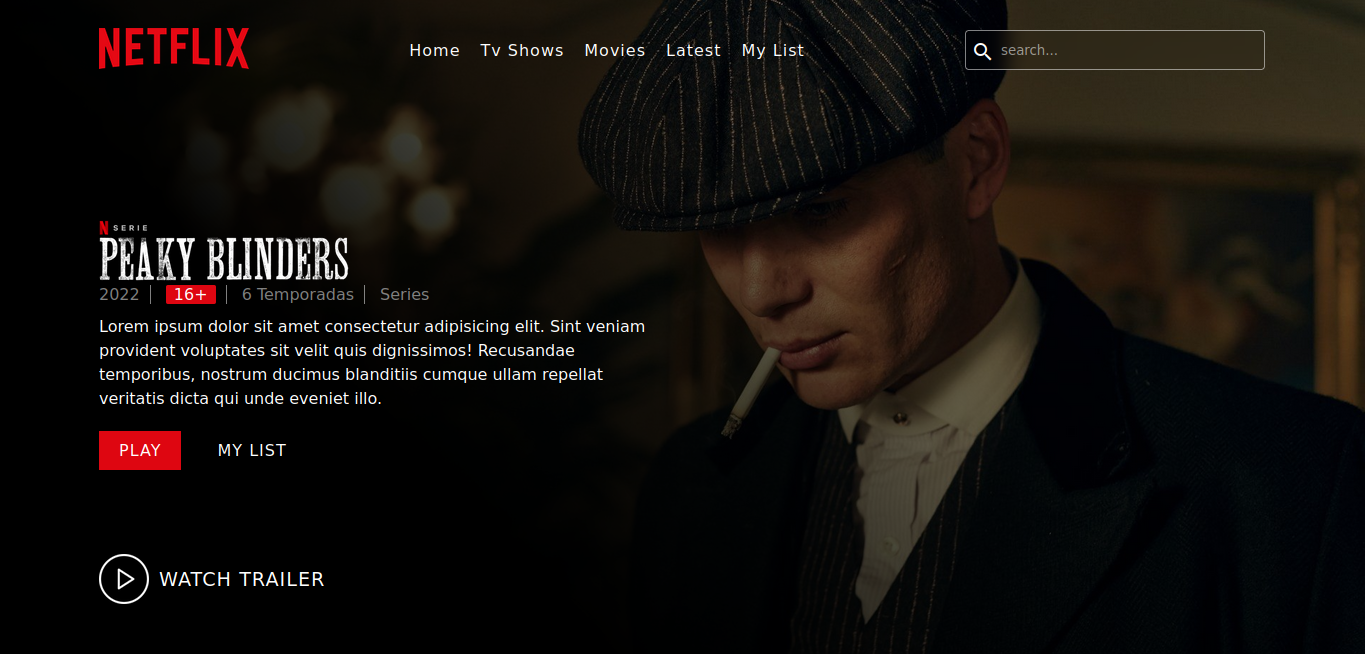 NETFLIX
Home Tv Shows Movies Latest My List
search...
N SERIE
PEAKY BLINDERS
2022 16+ 6 Temporadas Series
Lorem ipsum dolor sit amet consectetur adipisicing elit. Sint veniam
provident voluptates sit velit quis dignissimos! Recusandae
temporibus, nostrum ducimus blanditiis cumque ullam repellat
veritatis dicta qui unde eveniet illo.
PLAY MY LIST
WATCH TRAILER